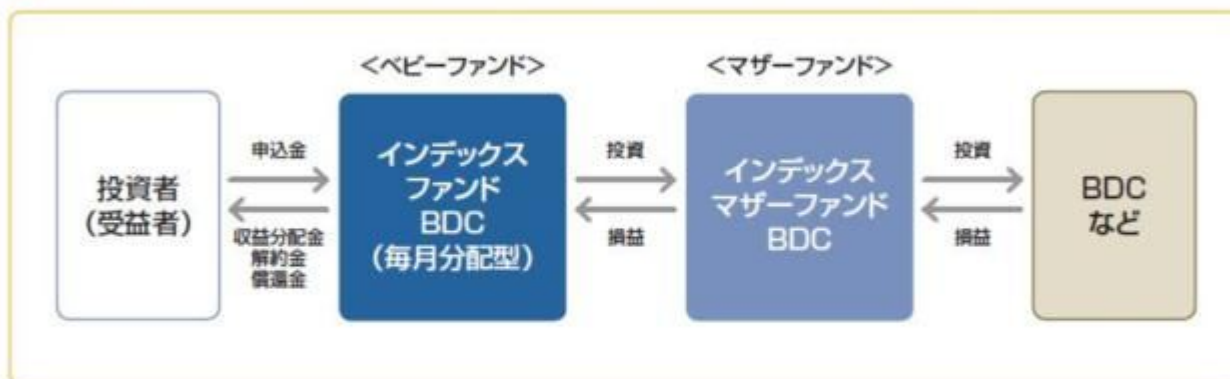 <ベビーファンド>
<マザーファンド>
投資者
(受益者)
申込金
収益分配金
解約金
償還金
インデックス
ファンド
BDC
(毎月分配型)
投資
損益
インデックス
マザーファンド
BDC
投資
損益
BDC
など